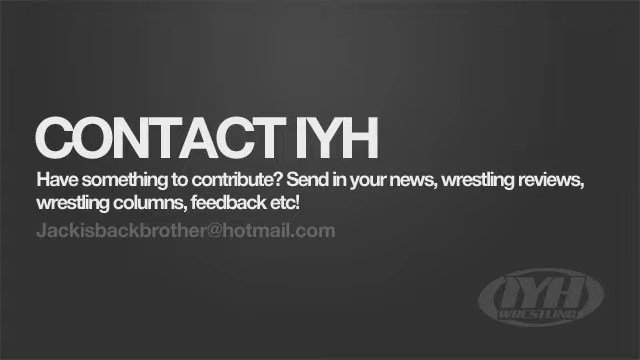 CONTACT IYH
Have something to contribute? Send in your news, wrestling reviews,
wrestling columns, feedback etc!
Jackisbackbrother@hotmail.com
IYH
WRESTLING